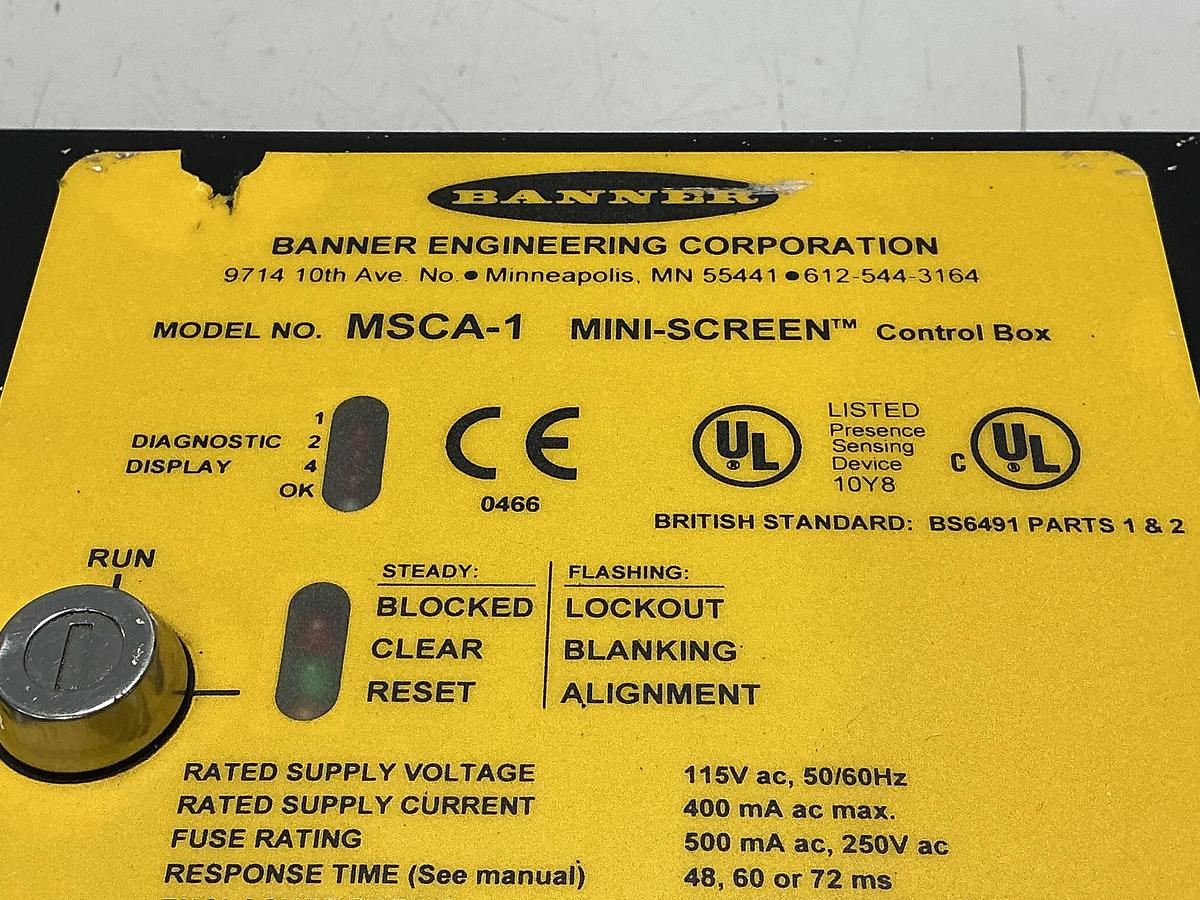 BANNER
BANNER ENGINEERING CORPORATION
9714 10th Ave. No. ● Minneapolis, MN 55441 ● 612-544-3164
MODEL NO. MSCA-1 MINI-SCREEN™ Control Box
DIAGNOSTIC DISPLAY
1
2
4
OK
CE
0466
UL ®
LISTED
Presence
Sensing
Device
10Y8
C UL ®
BRITISH STANDARD: BS6491 PARTS 1 & 2
RUN
STEADY: FLASHING:
BLOCKED LOCKOUT
CLEAR BLANKING
RESET ALIGNMENT
RATED SUPPLY VOLTAGE 115V ac, 50/60Hz
RATED SUPPLY CURRENT 400 mA ac max.
FUSE RATING 500 mA ac, 250V ac
RESPONSE TIME (See manual) 48, 60 or 72 ms